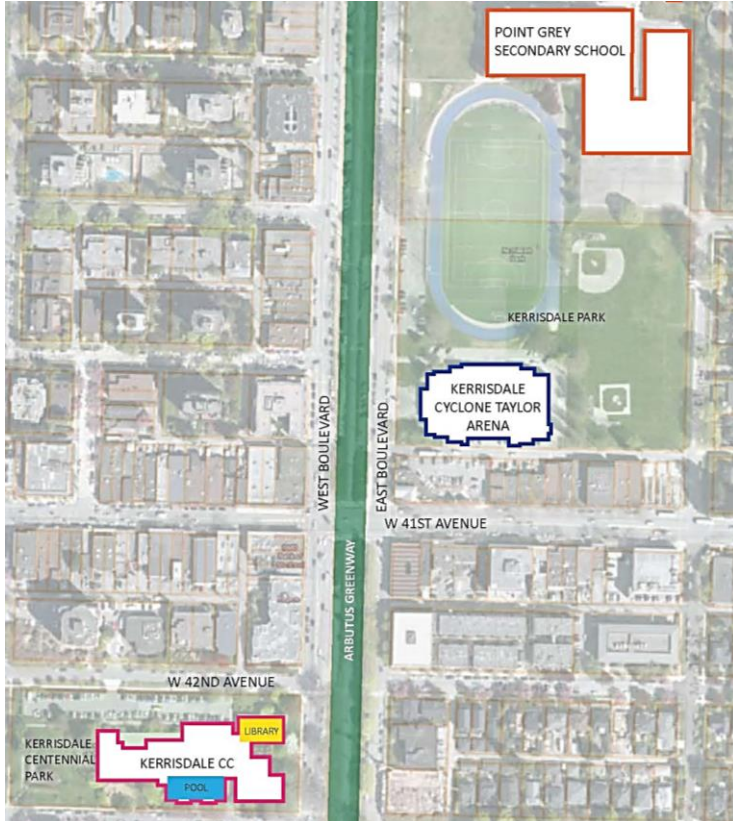 POINT GREY
SECONDARY SCHOOL
KERRISDALE PARK
KERRISDALE
CYCLONE TAYLOR
ARENA
WEST BOULEVARD
EAST BOULEVARD
W 41ST AVENUE
ARBUTUS GREENWAY
W 42ND AVENUE
LIBRARY
KERRISDALE
CENTENNIAL
PARK
KERRISDALE CC
POOL